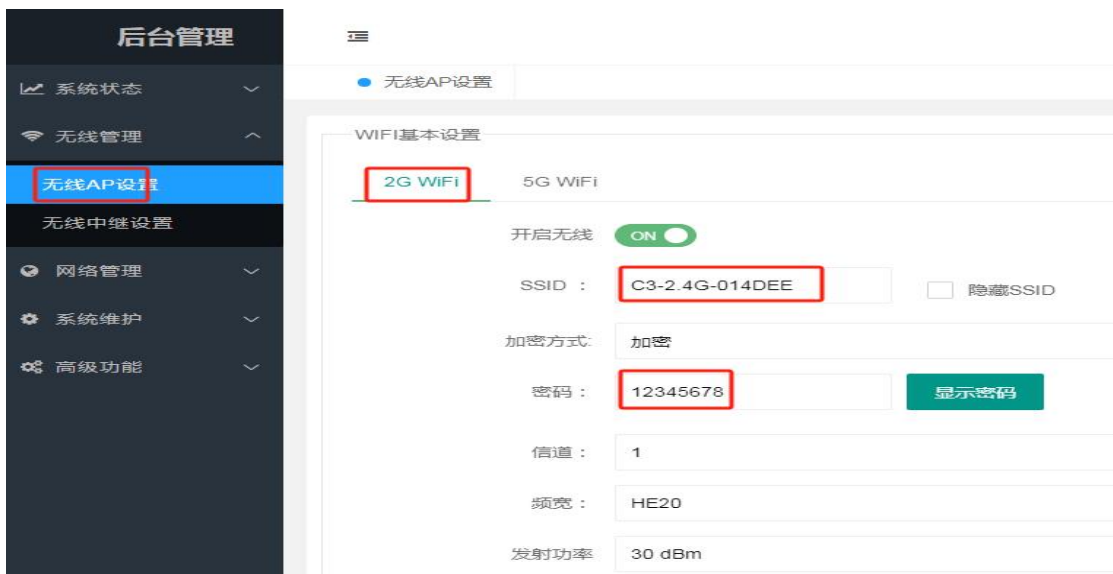 后台管理
系统状态
无线管理
无线AP设置
无线中继设置
网络管理
系统维护
高级功能
无线AP设置
WIFI基本设置
2G WiFi 5G WiFi
开启无线 ON
SSID : C3-2.4G-014DEE 隐藏SSID
加密方式: 加密
密码: 12345678 显示密码
信道: 1
频宽: HE20
发射功率 30 dBm